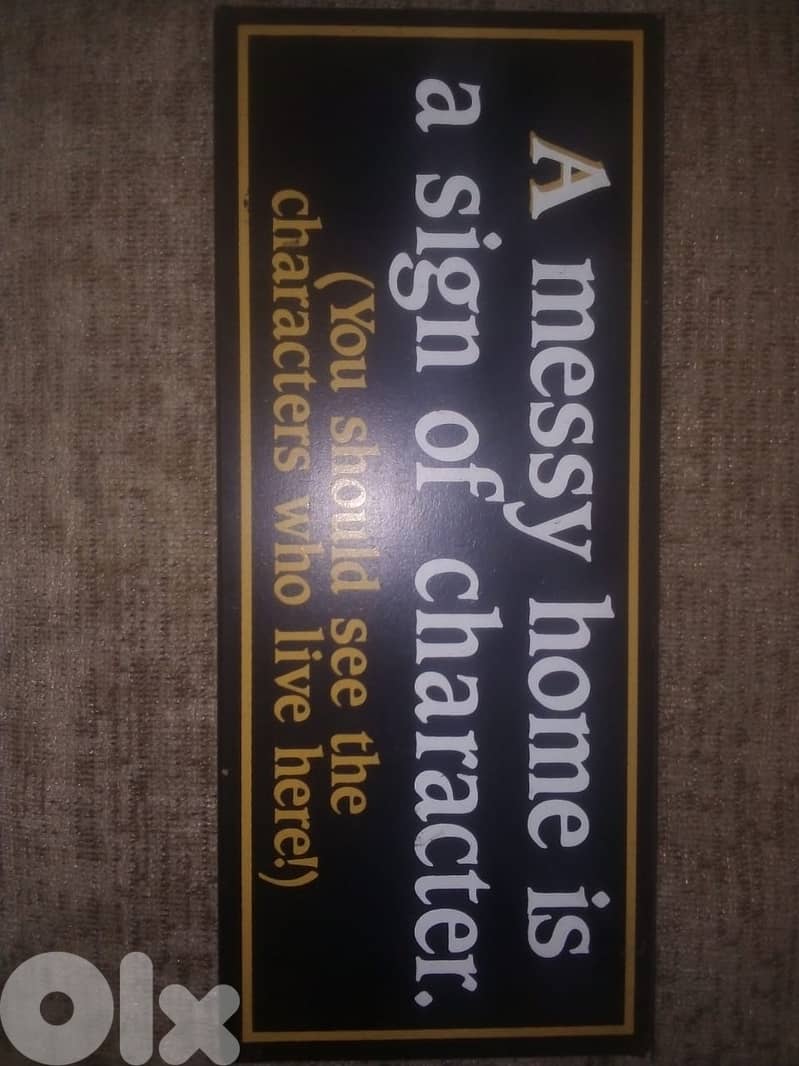 A messy home is
a sign of character.
(You should see the
characters who live here!)
Olx